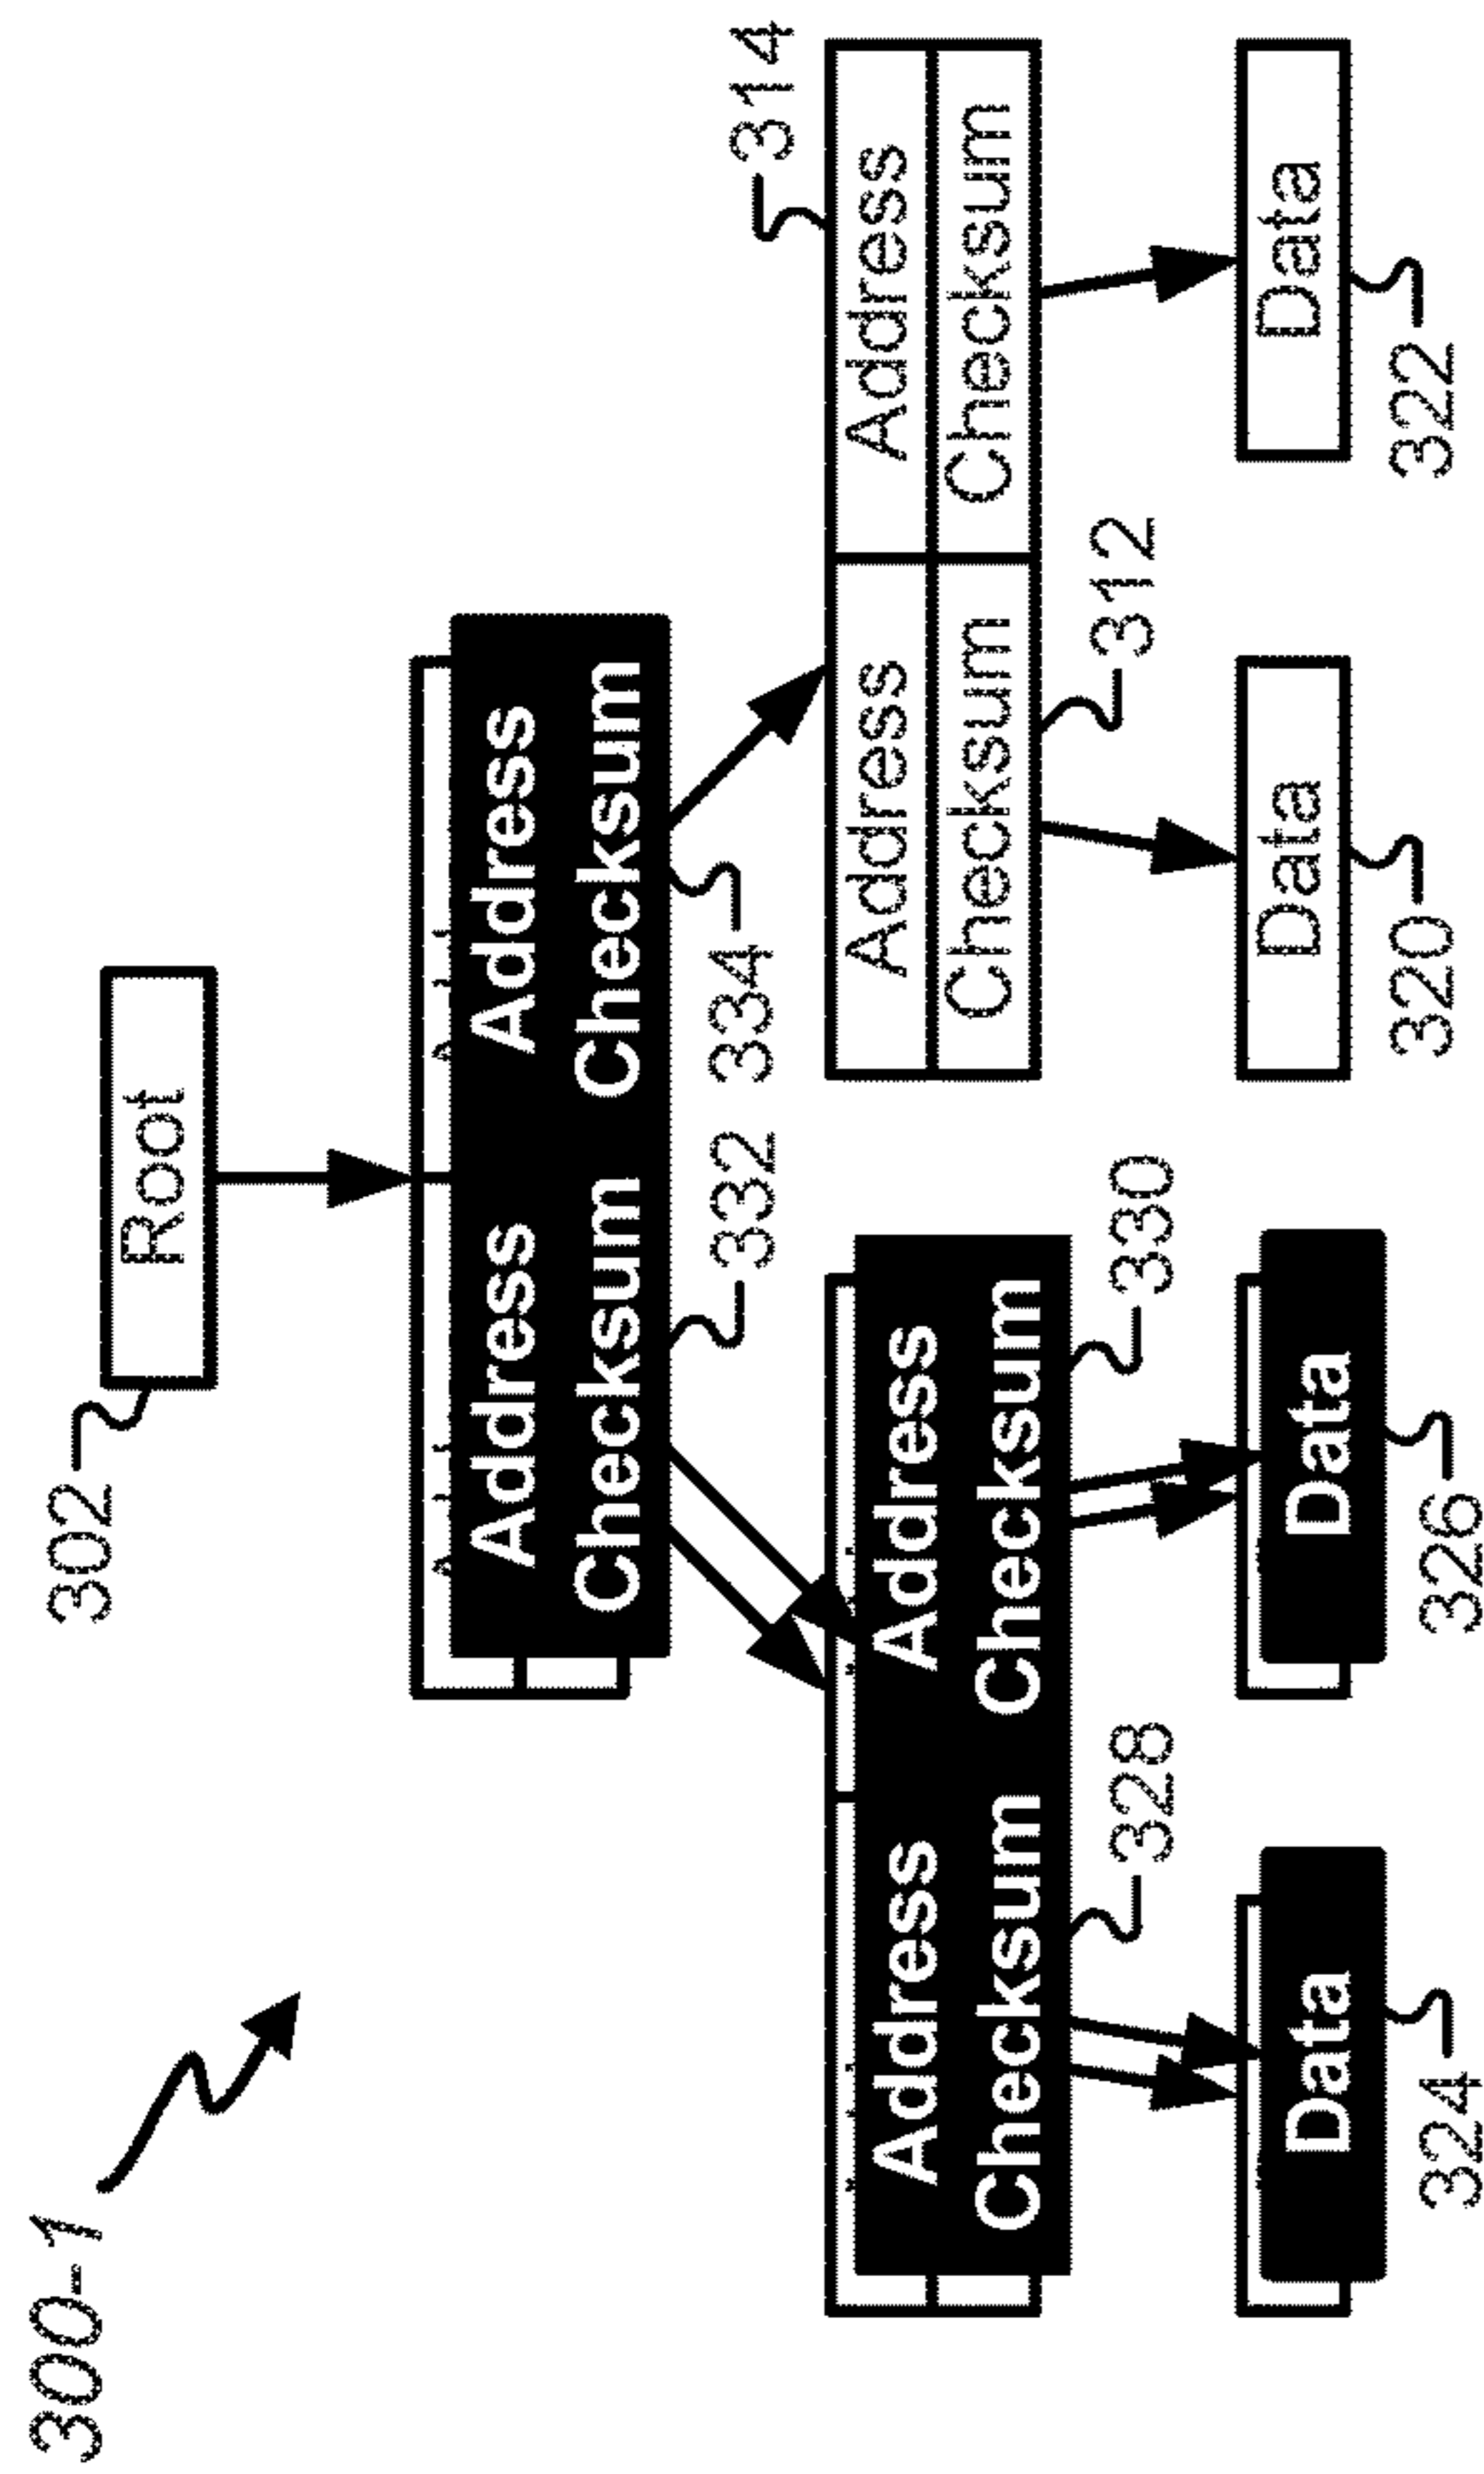 300-1
302
Root
Address Address
Checksum Checksum
332 334
314
Address Address Address Address
Checksum Checksum Checksum Checksum
328 330 312
Data Data Data Data
324 326 320 322